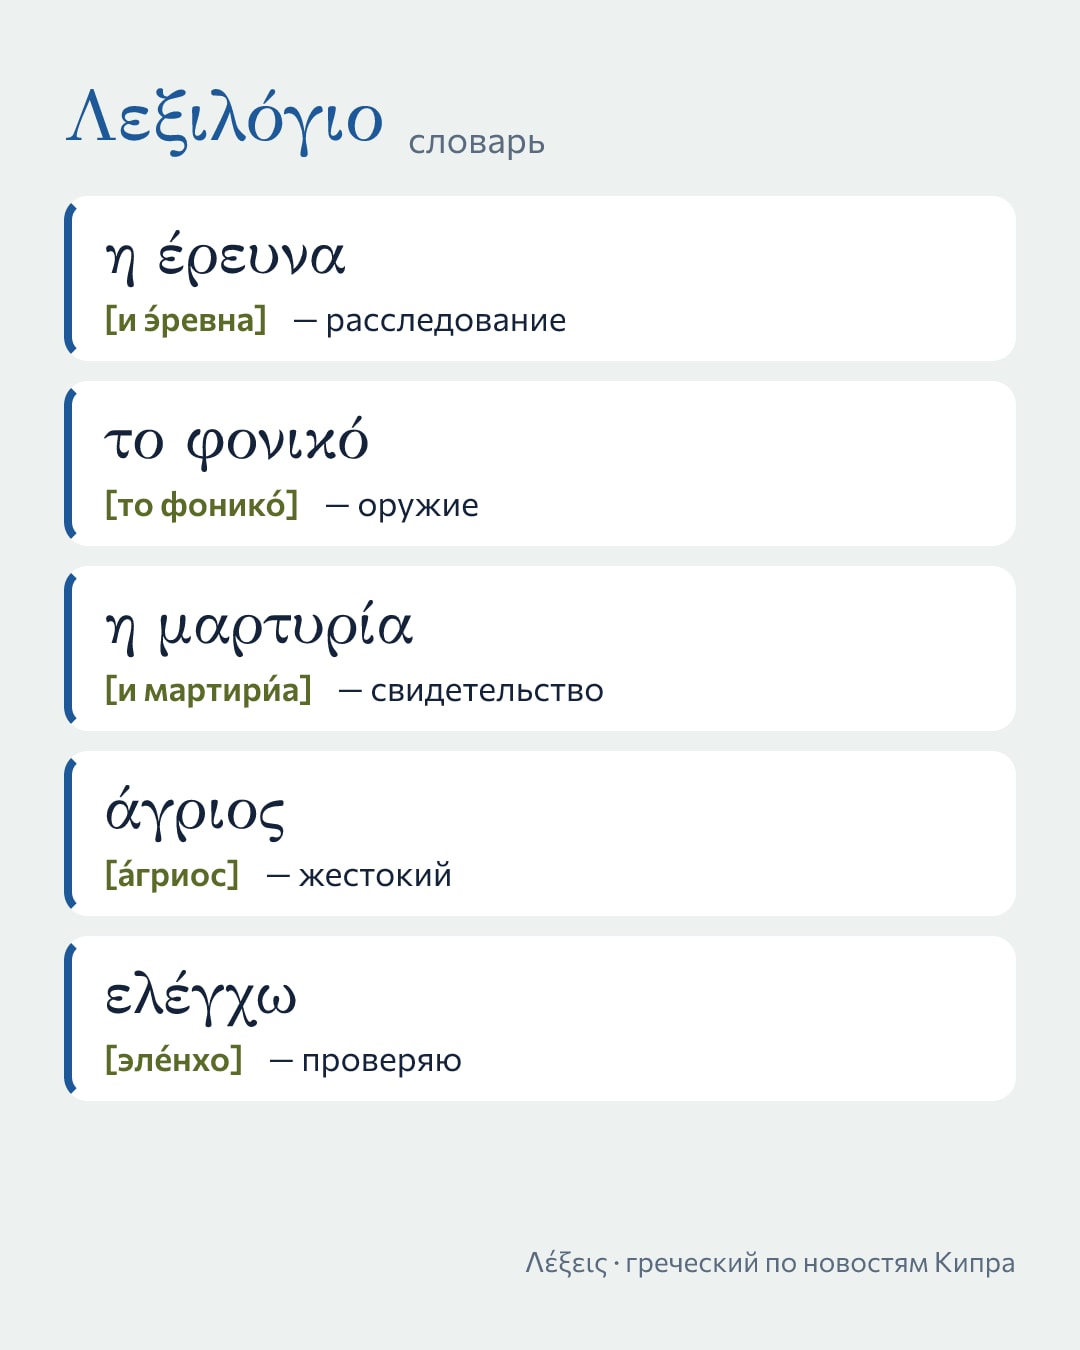 Λεξιλόγιο словарь
η έρευνα
[и э́ревна] — расследование
το φονικό
[то фонико́] — оружие
η μαρτυρία
[и мартири́а] — свидетельство
άγριος
[а́гриос] — жестокий
ελέγχω
[эле́нхо] — проверяю
Λέξεις · греческий по новостям Кипра